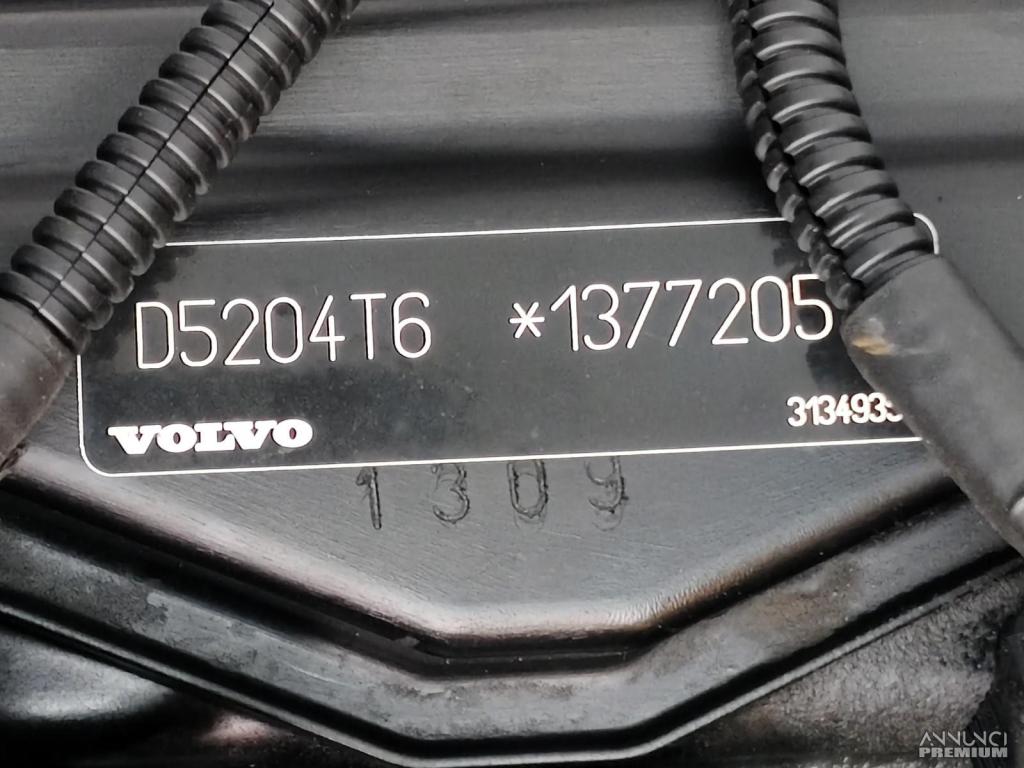 D5204T6 *1377205
VOLVO
1309
ANNUNCI
PREMIUM